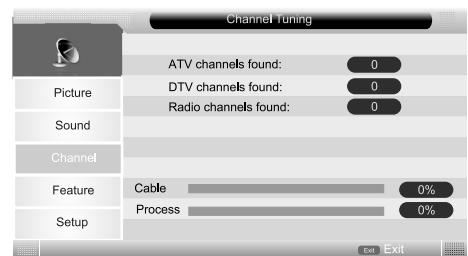 Channel Tuning
ATV channels found: 0
DTV channels found: 0
Radio channels found: 0
Picture
Sound
Channel
Feature
Setup
Cable 0%
Process 0%
Exit Exit